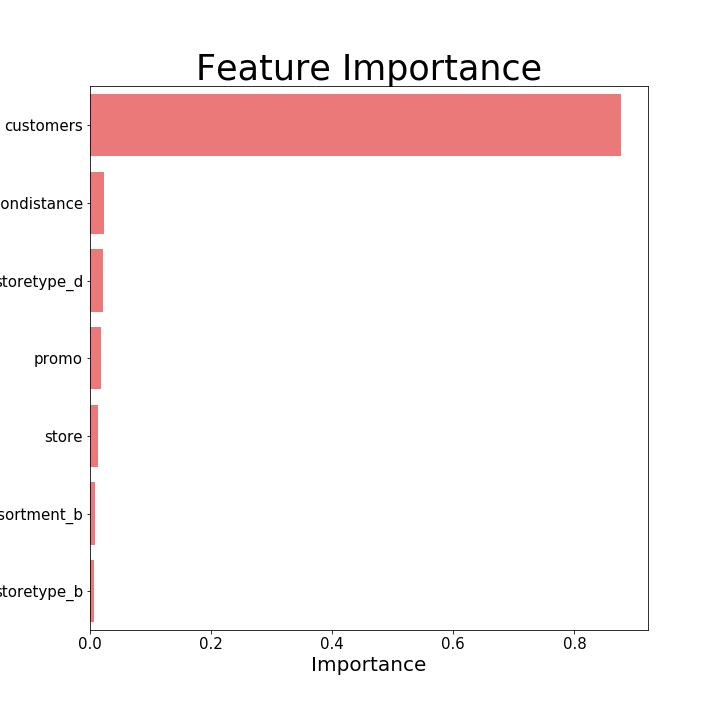 Feature Importance
customers
ondistance
storetype_d
promo
store
sortment_b
storetype_b
0.0 0.2 0.4 0.6 0.8
Importance